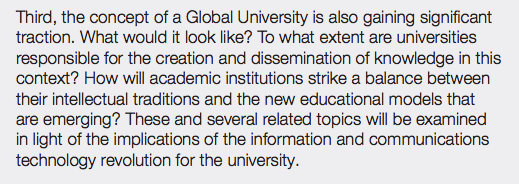 Third, the concept of a Global University is also gaining significant
traction. What would it look like? To what extent are universities
responsible for the creation and dissemination of knowledge in this
context? How will academic institutions strike a balance between
their intellectual traditions and the new educational models that
are emerging? These and several related topics will be examined
in light of the implications of the information and communications
technology revolution for the university.